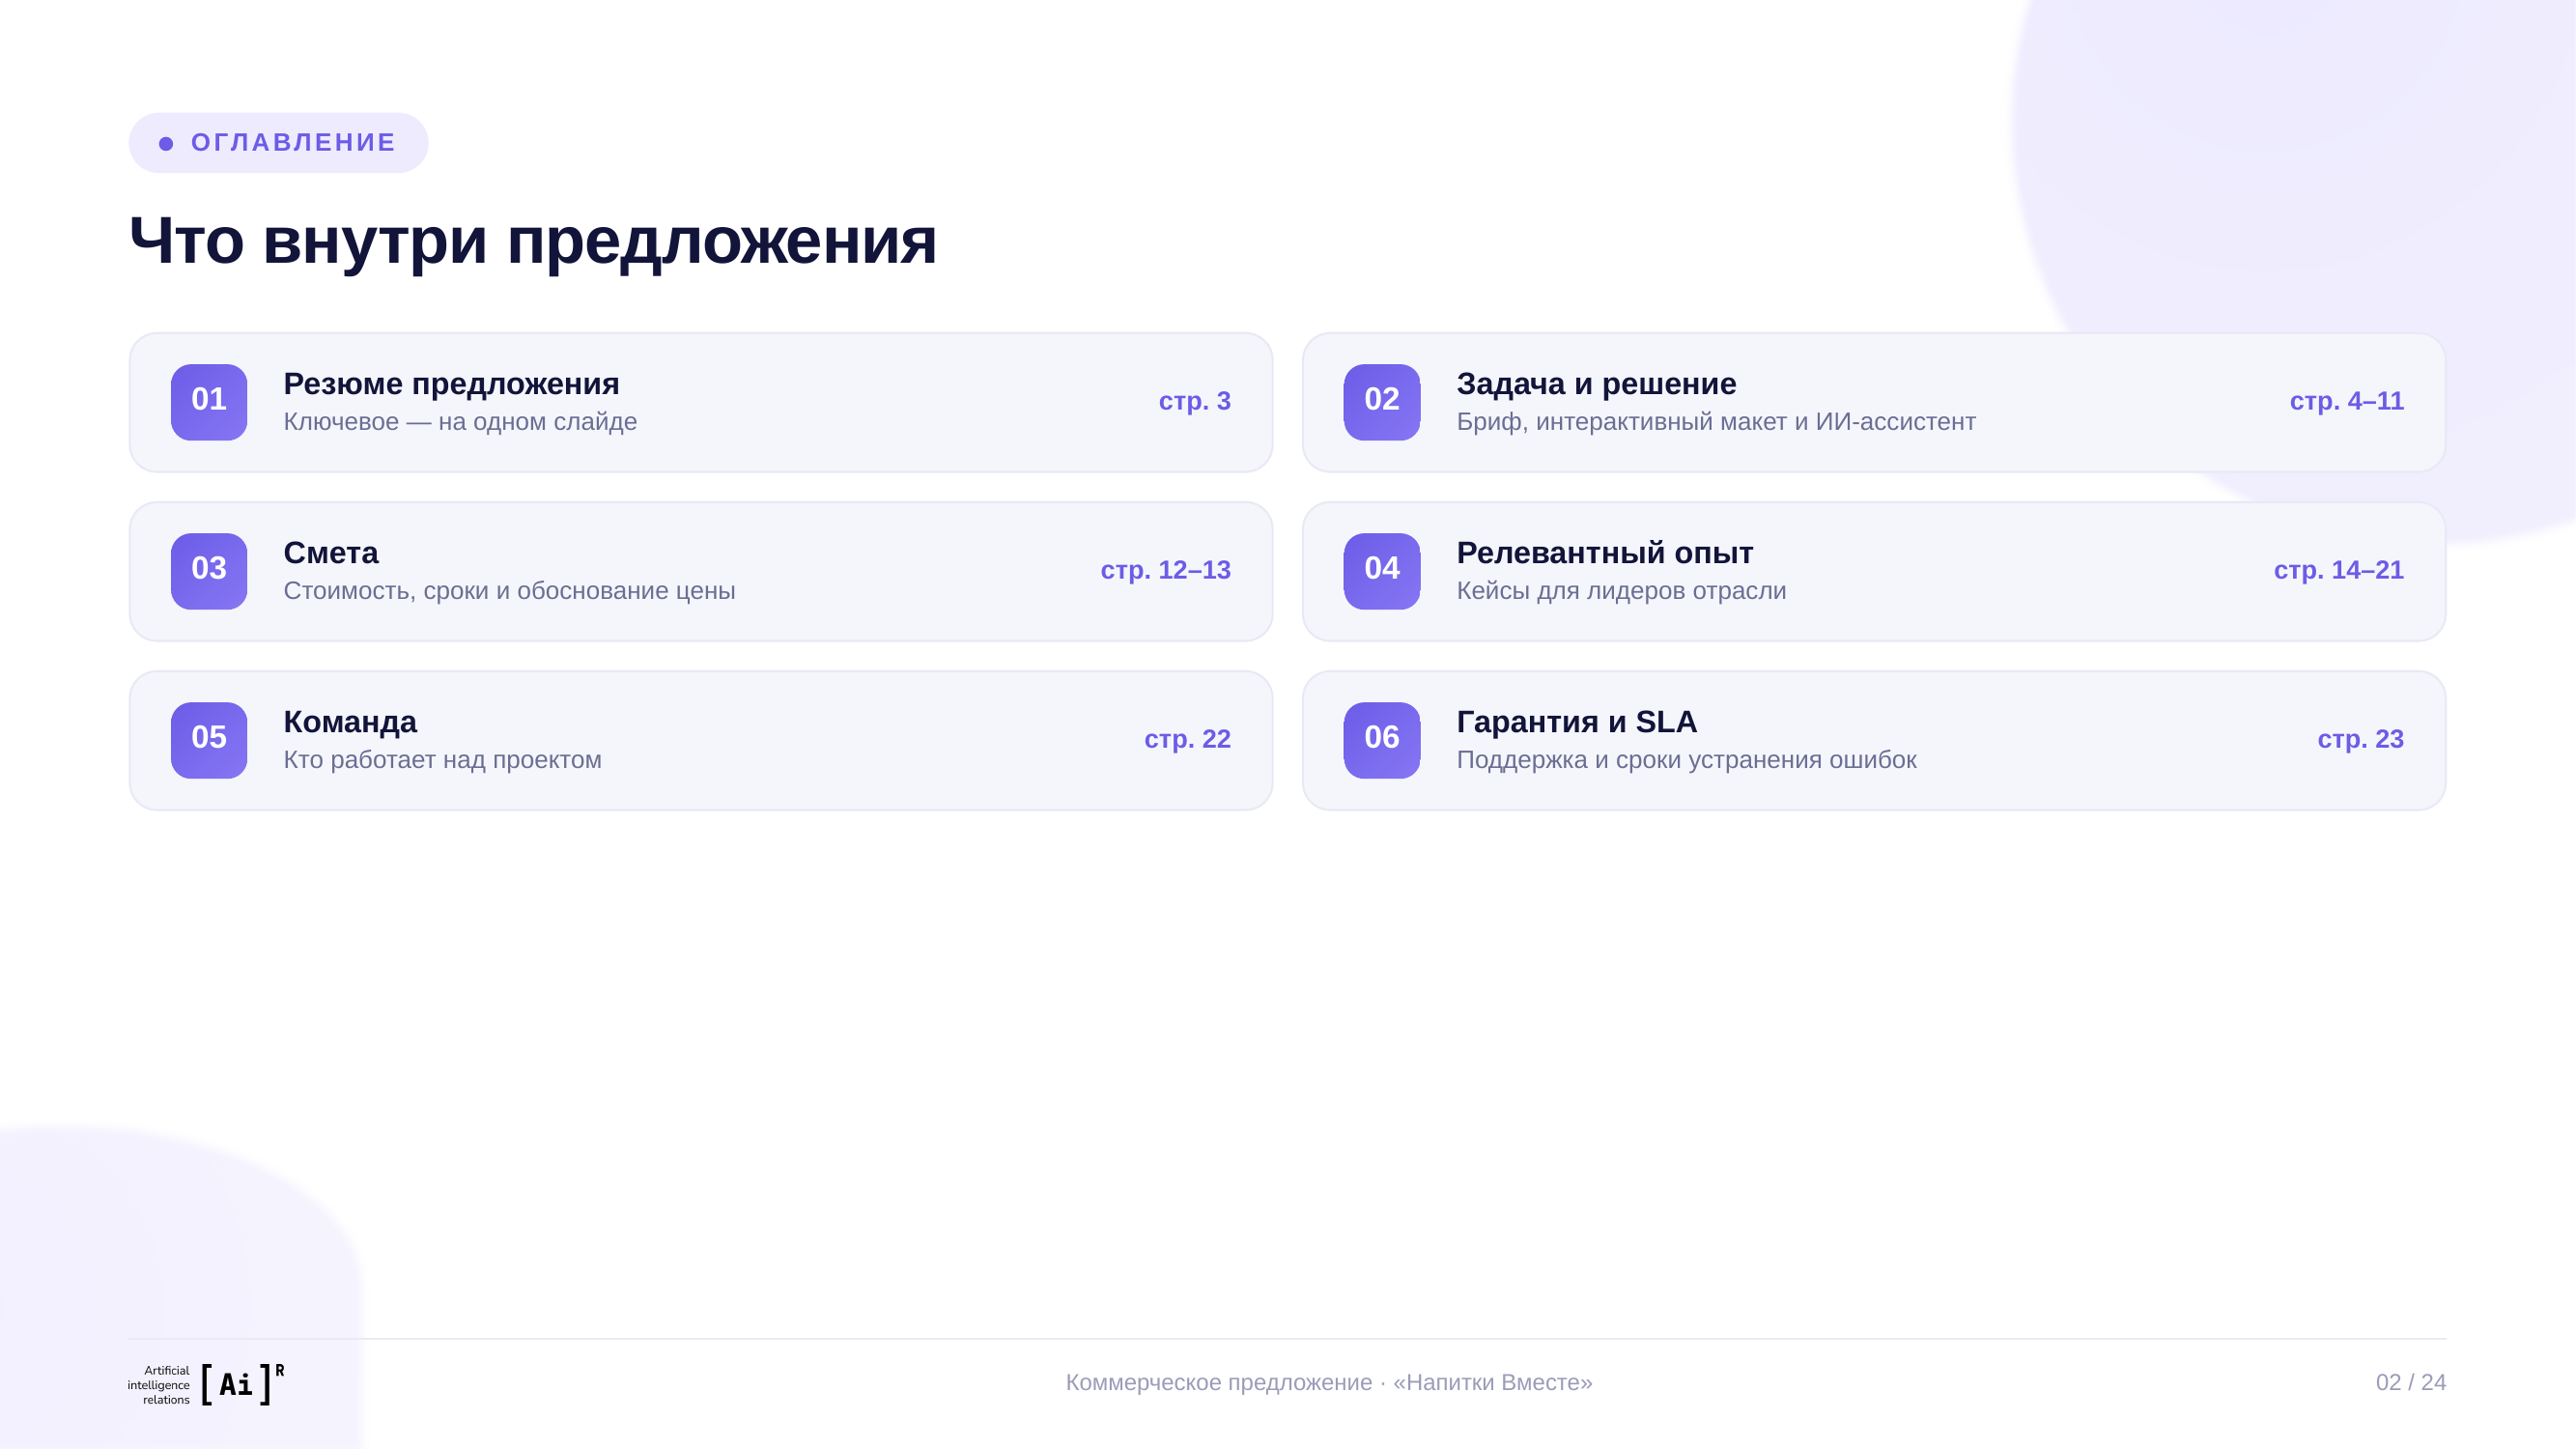 ОГЛАВЛЕНИЕ
Что внутри предложения
01
Резюме предложения
Ключевое — на одном слайде
стр. 3
02
Задача и решение
Бриф, интерактивный макет и ИИ-ассистент
стр. 4–11
03
Смета
Стоимость, сроки и обоснование цены
стр. 12–13
04
Релевантный опыт
Кейсы для лидеров отрасли
стр. 14–21
05
Команда
Кто работает над проектом
стр. 22
06
Гарантия и SLA
Поддержка и сроки устранения ошибок
стр. 23
Artificial
intelligence
relations
[Ai]R
Коммерческое предложение · «Напитки Вместе»
02 / 24